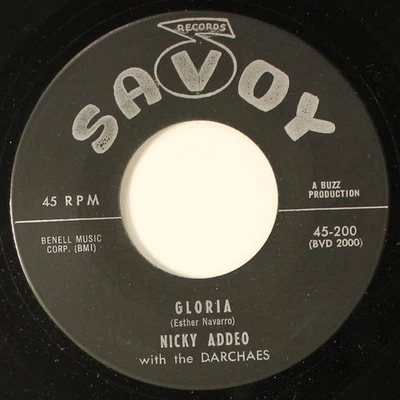 RECORDS
SAVOY
45 RPM
A BUZZ
PRODUCTION
BENELL MUSIC
CORP. (BMI)
45-200
(BVD 2000)
GLORIA
(Esther Navarro)
NICKY ADDEO
with the DARCHAES